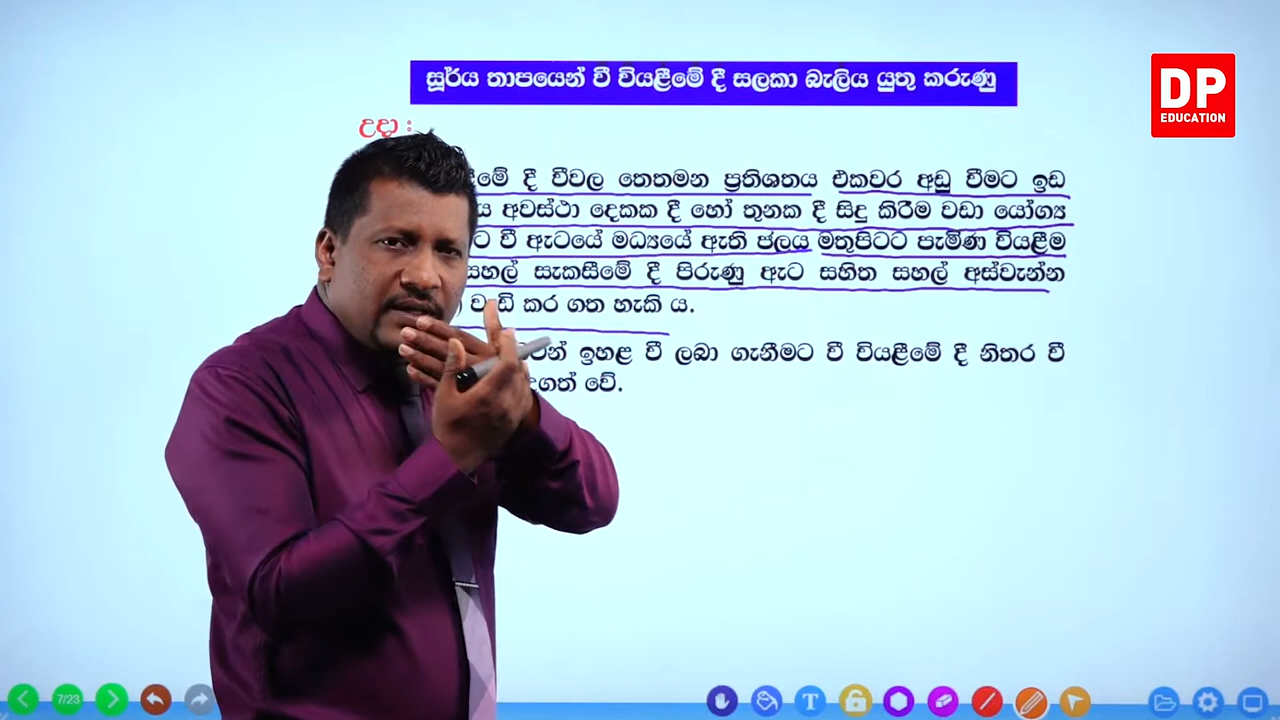 සූර්ය තාපයෙන් වී වියළීමේ දී සලකා බැලිය යුතු කරුණු
DP
EDUCATION
උදා :
දී වීවල තෙතමන ප්‍රතිශතය එකවර අඩු වීමට ඉඩ
අවස්ථා දෙකක දී හෝ තුනක දී සිදු කිරීම වඩා යෝග්‍ය
වී ඇටයේ මධ්‍යයේ ඇති ජලය මතුපිටට පැමිණ වියළීම
සහල් සැකසීමේ දී පිරුණු ඇට සහිත සහල් අස්වැන්න
වැඩි කර ගත හැකි ය.
ඉහළ වී ලබා ගැනීමට වී වියළීමේ දී නිතර වී
වේ.
7/23
T